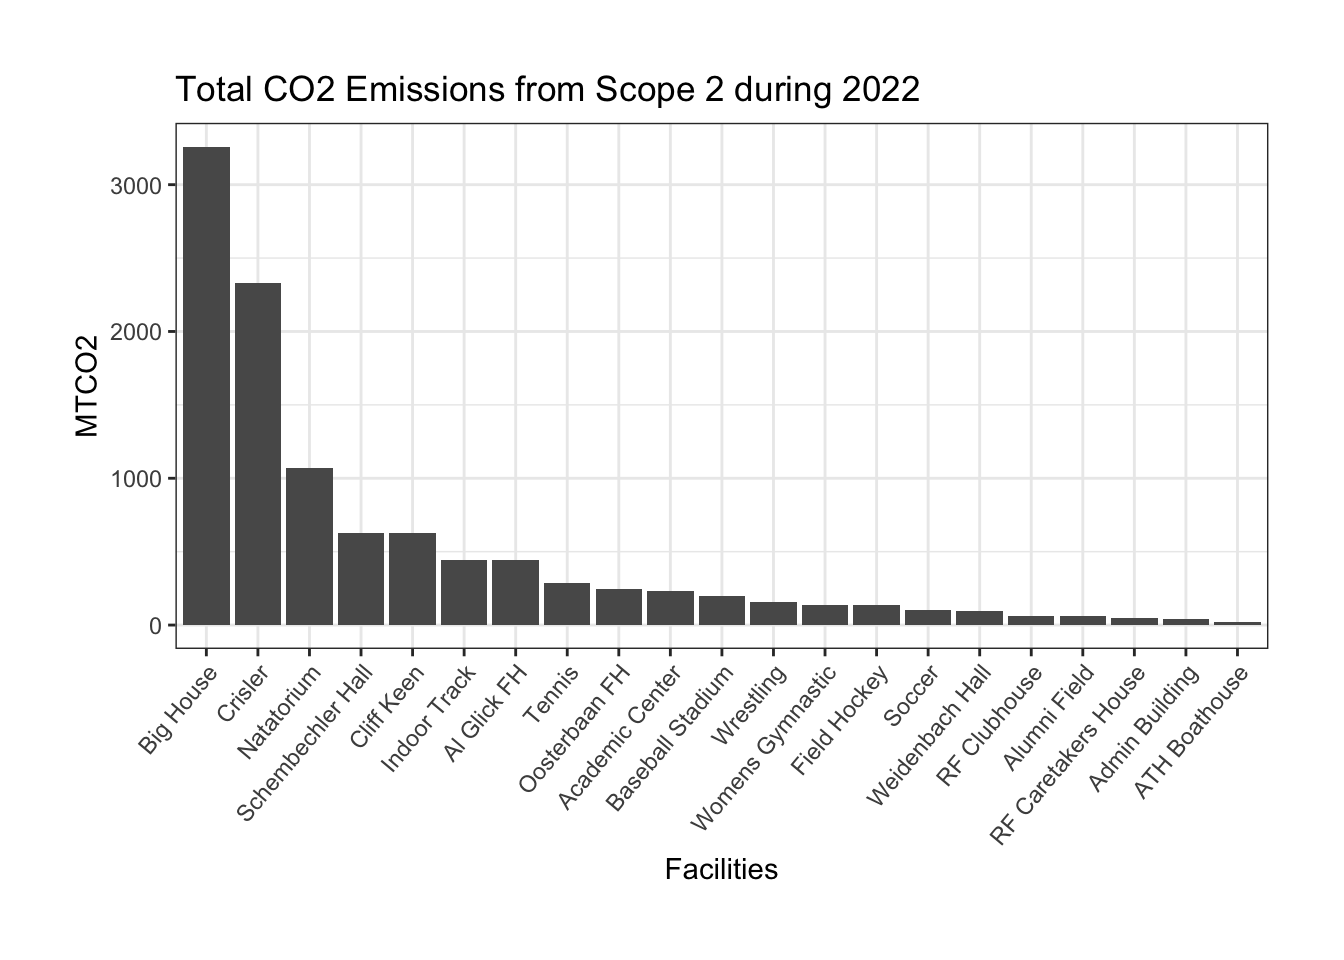 Total CO2 Emissions from Scope 2 during 2022
MTCO2
3000
2000
1000
0
Big House
Crisler
Natatorium
Schembechler Hall
Cliff Keen
Indoor Track
Al Glick FH
Tennis
Oosterbaan FH
Academic Center
Baseball Stadium
Wrestling
Womens Gymnastic
Field Hockey
Soccer
Weidenbach Hall
RF Clubhouse
Alumni Field
RF Caretakers House
Admin Building
ATH Boathouse
Facilities